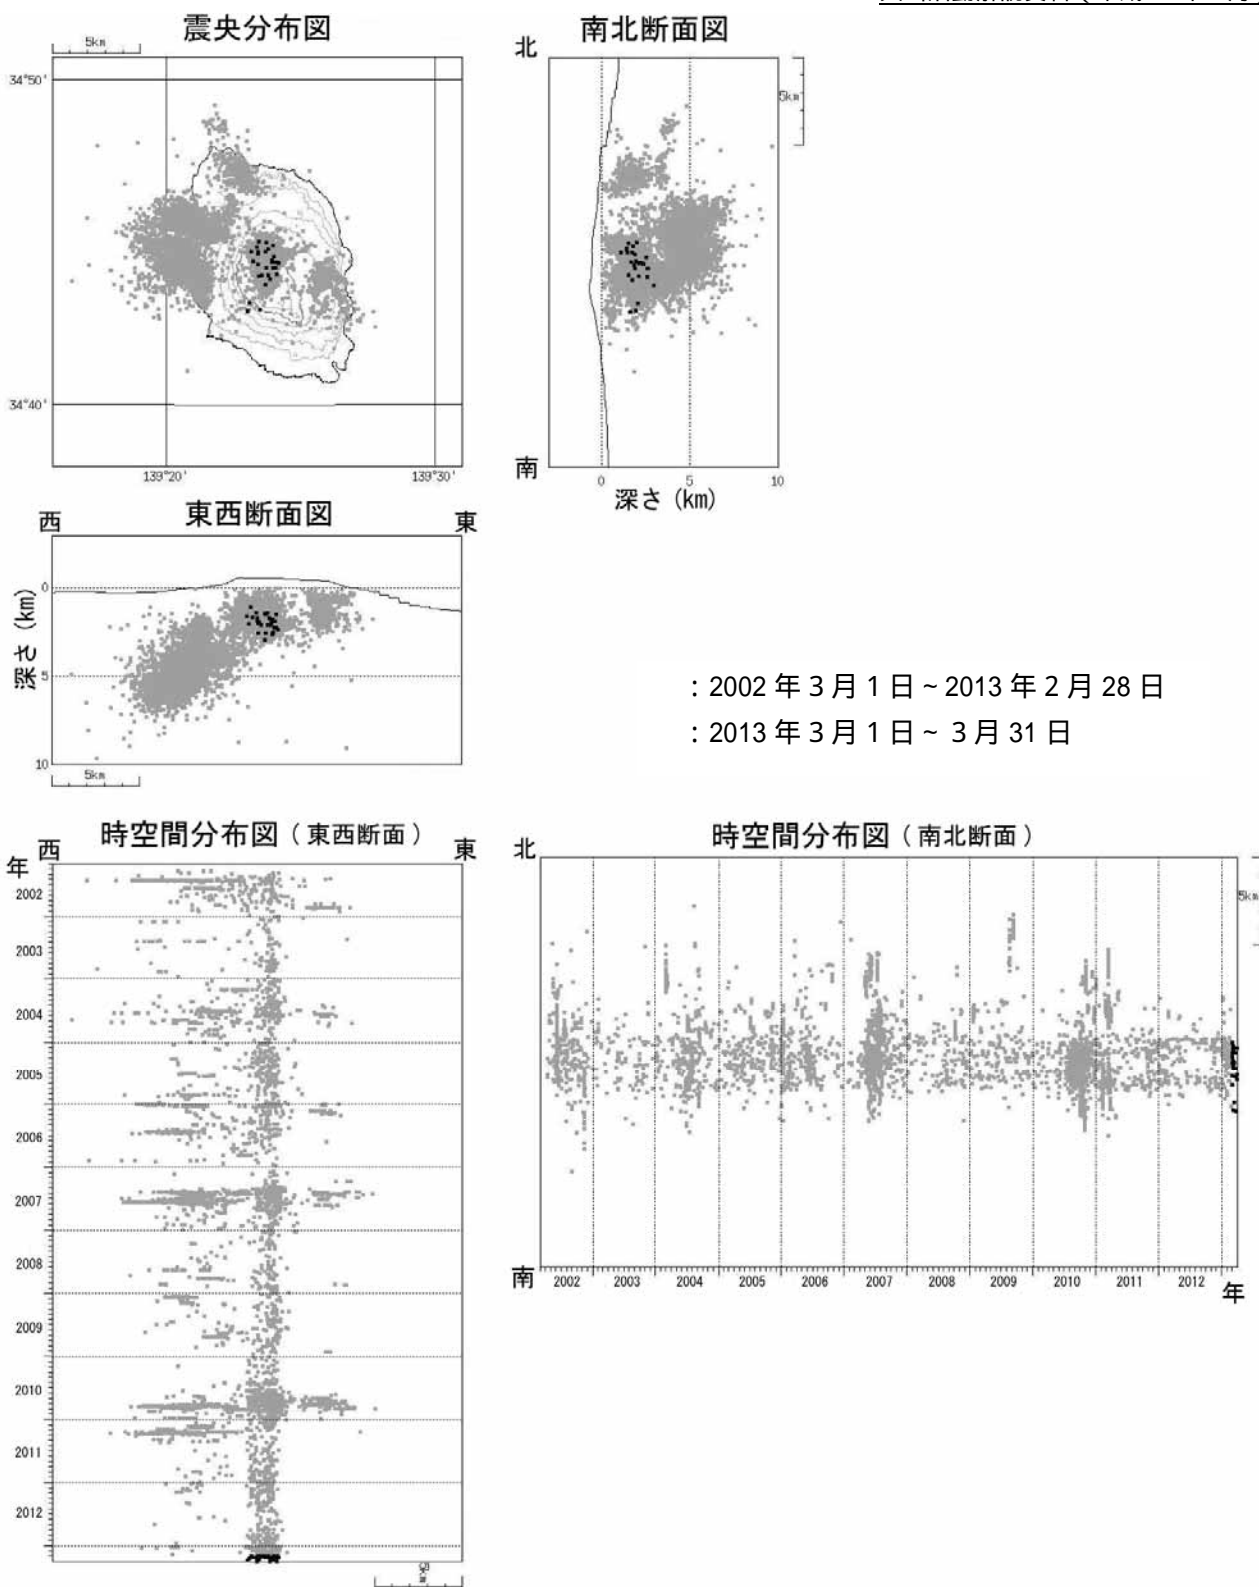 震央分布図
5km
34°50'
34°40'
139°20'
139°30'
南北断面図
北
5km
南
0
5
10
深さ (km)
東西断面図
西
東
0
5
10
深さ (km)
5km
：2002 年 3 月 1 日 ~ 2013 年 2 月 28 日
：2013 年 3 月 1 日 ~ 3 月 31 日
時空間分布図（東西断面）
西
東
年
2002
2003
2004
2005
2006
2007
2008
2009
2010
2011
2012
5km
時空間分布図（南北断面）
北
5km
南
2002
2003
2004
2005
2006
2007
2008
2009
2010
2011
2012
年